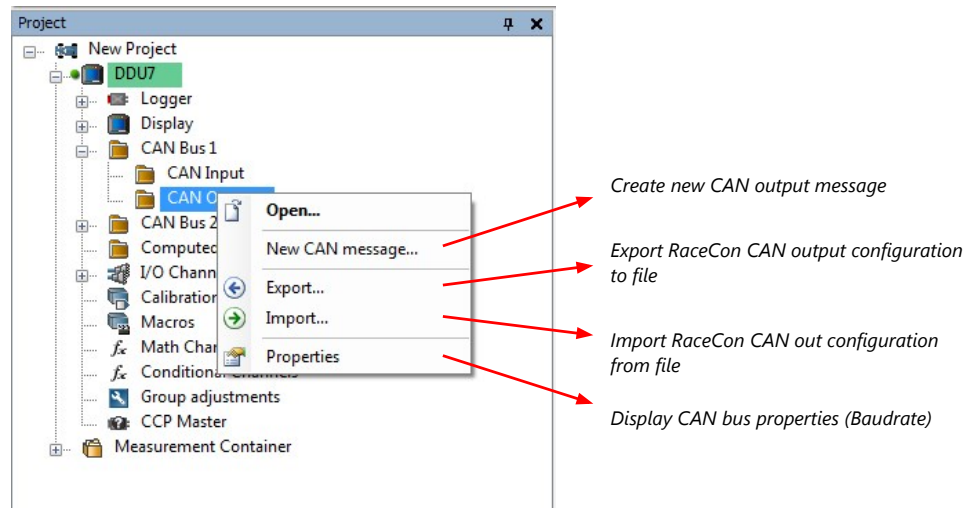 Project
New Project
DDU7
Logger
Display
CAN Bus 1
CAN Input
CAN O
Open...
CAN Bus 2
New CAN message...
Computed
I/O Chann
Export...
Calibration
Import...
Macros
Math Char
Properties
Conditional Channels
Group adjustments
CCP Master
Measurement Container
Create new CAN output message
Export RaceCon CAN output configuration
to file
Import RaceCon CAN out configuration
from file
Display CAN bus properties (Baudrate)